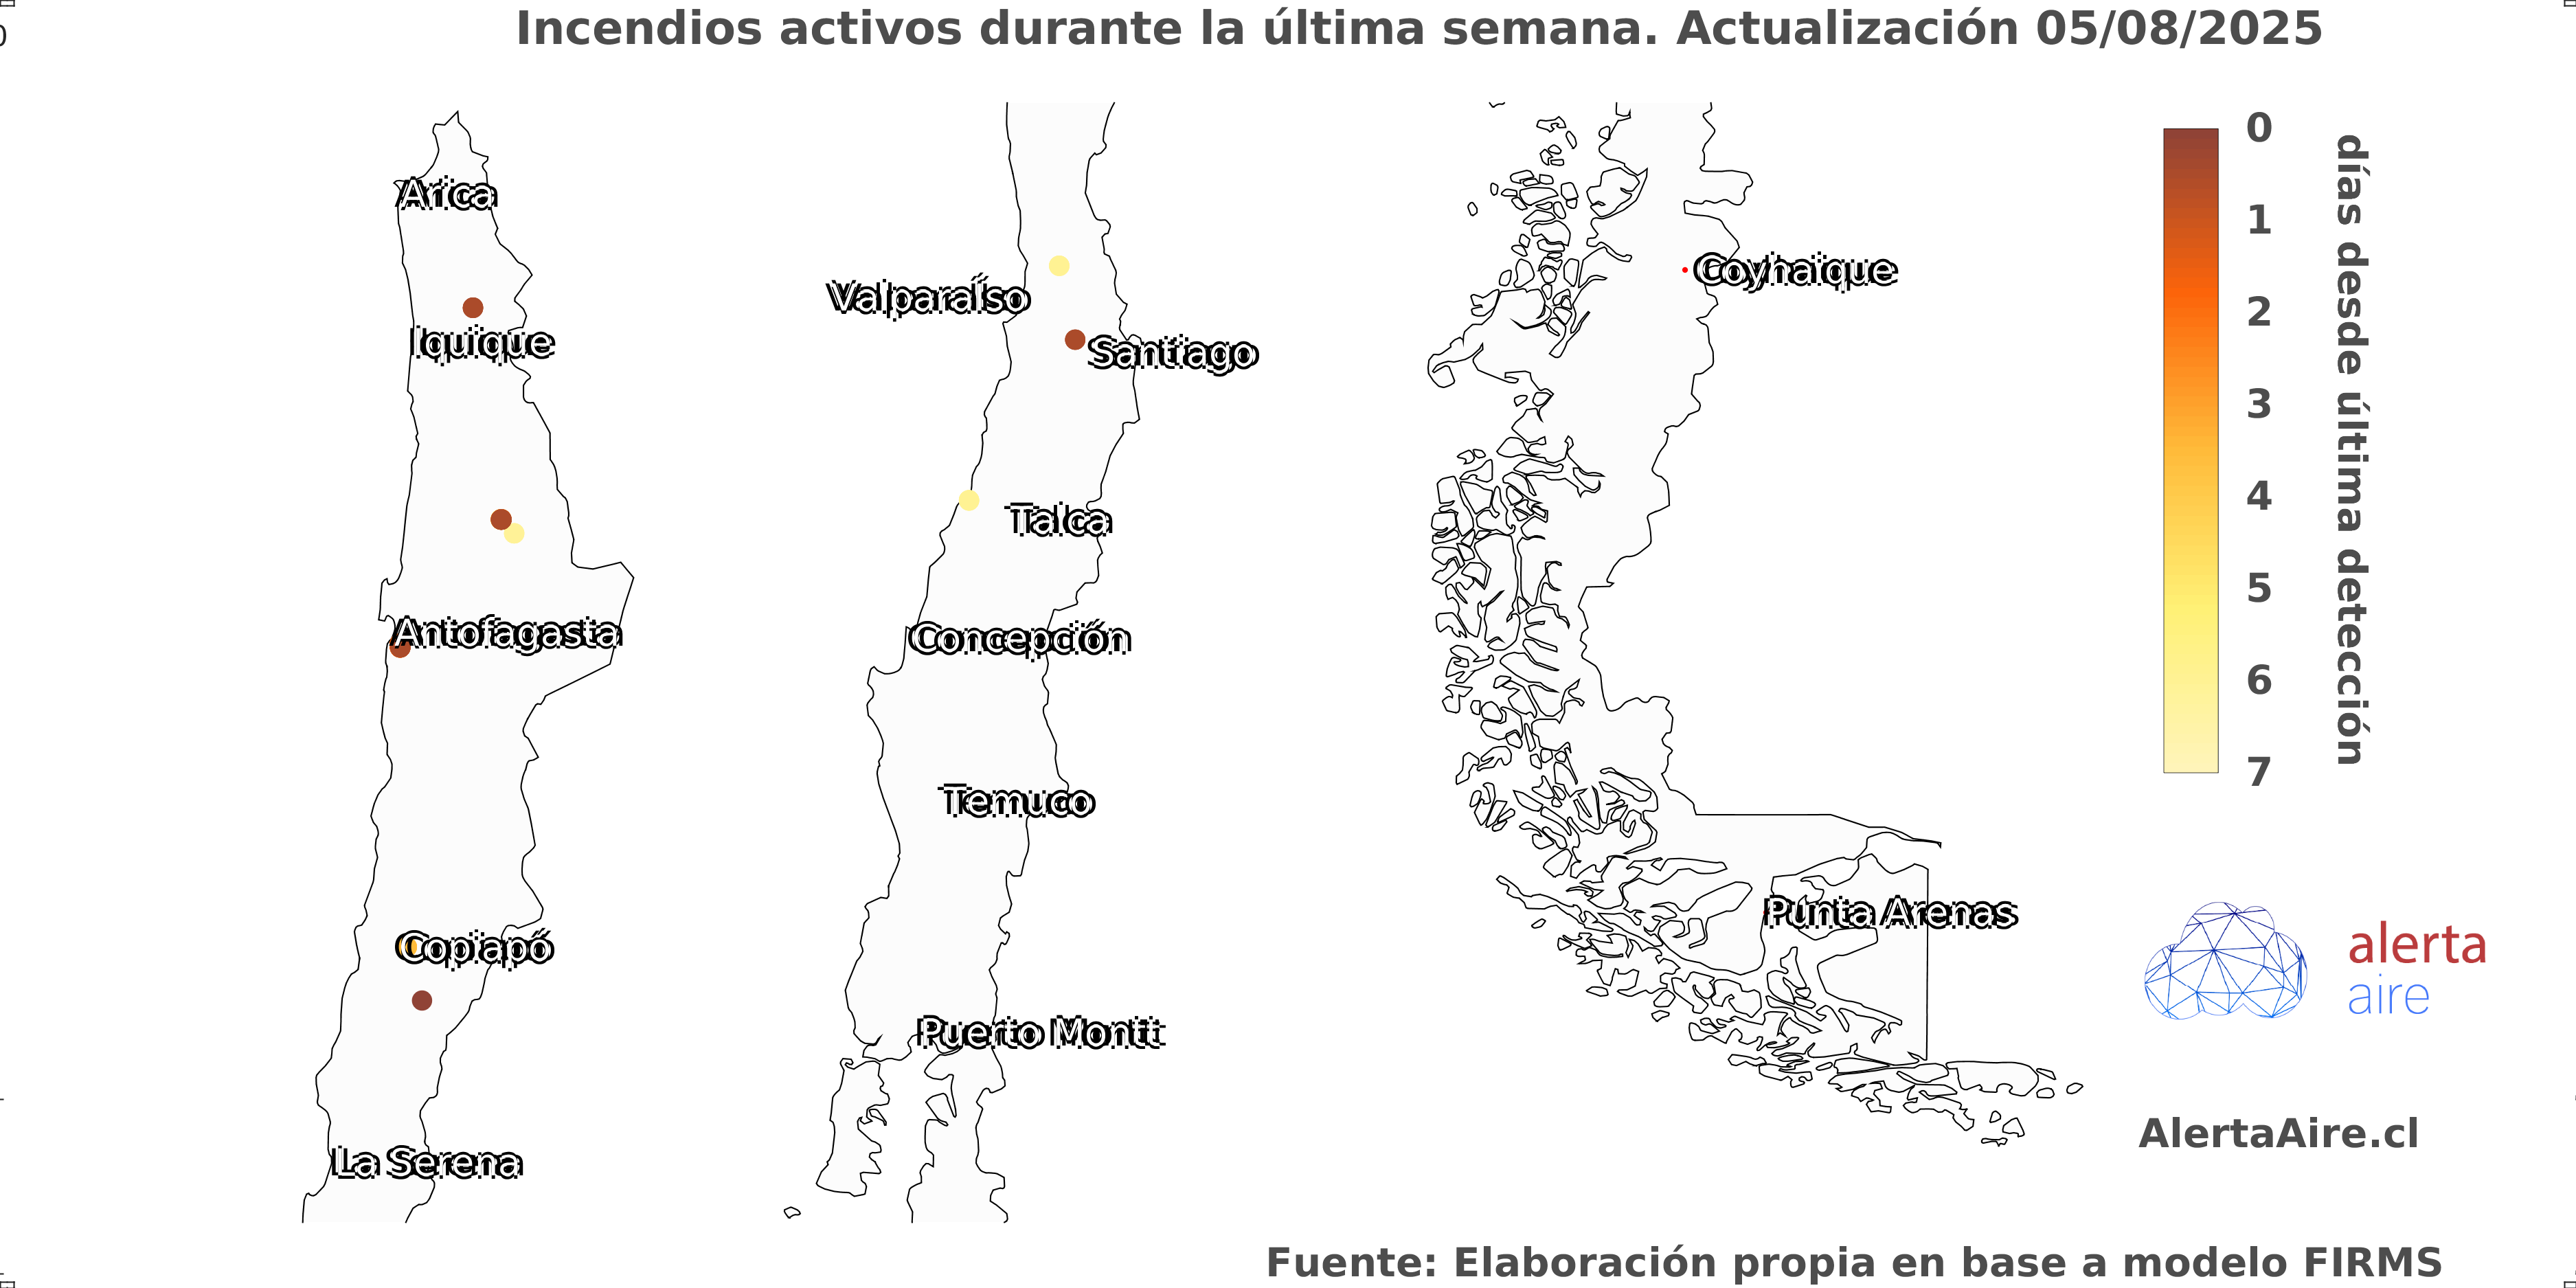 Incendios activos durante la última semana. Actualización 05/08/2025
0
Arica
Iquique
Antofagasta
Copiapó
La Serena
Valparaíso
Santiago
Talca
Concepción
Temuco
Puerto Montt
Coyhaique
Punta Arenas
0
1
2
3
4
5
6
7
días desde última detección
alerta
aire
AlertaAire.cl
Fuente: Elaboración propia en base a modelo FIRMS